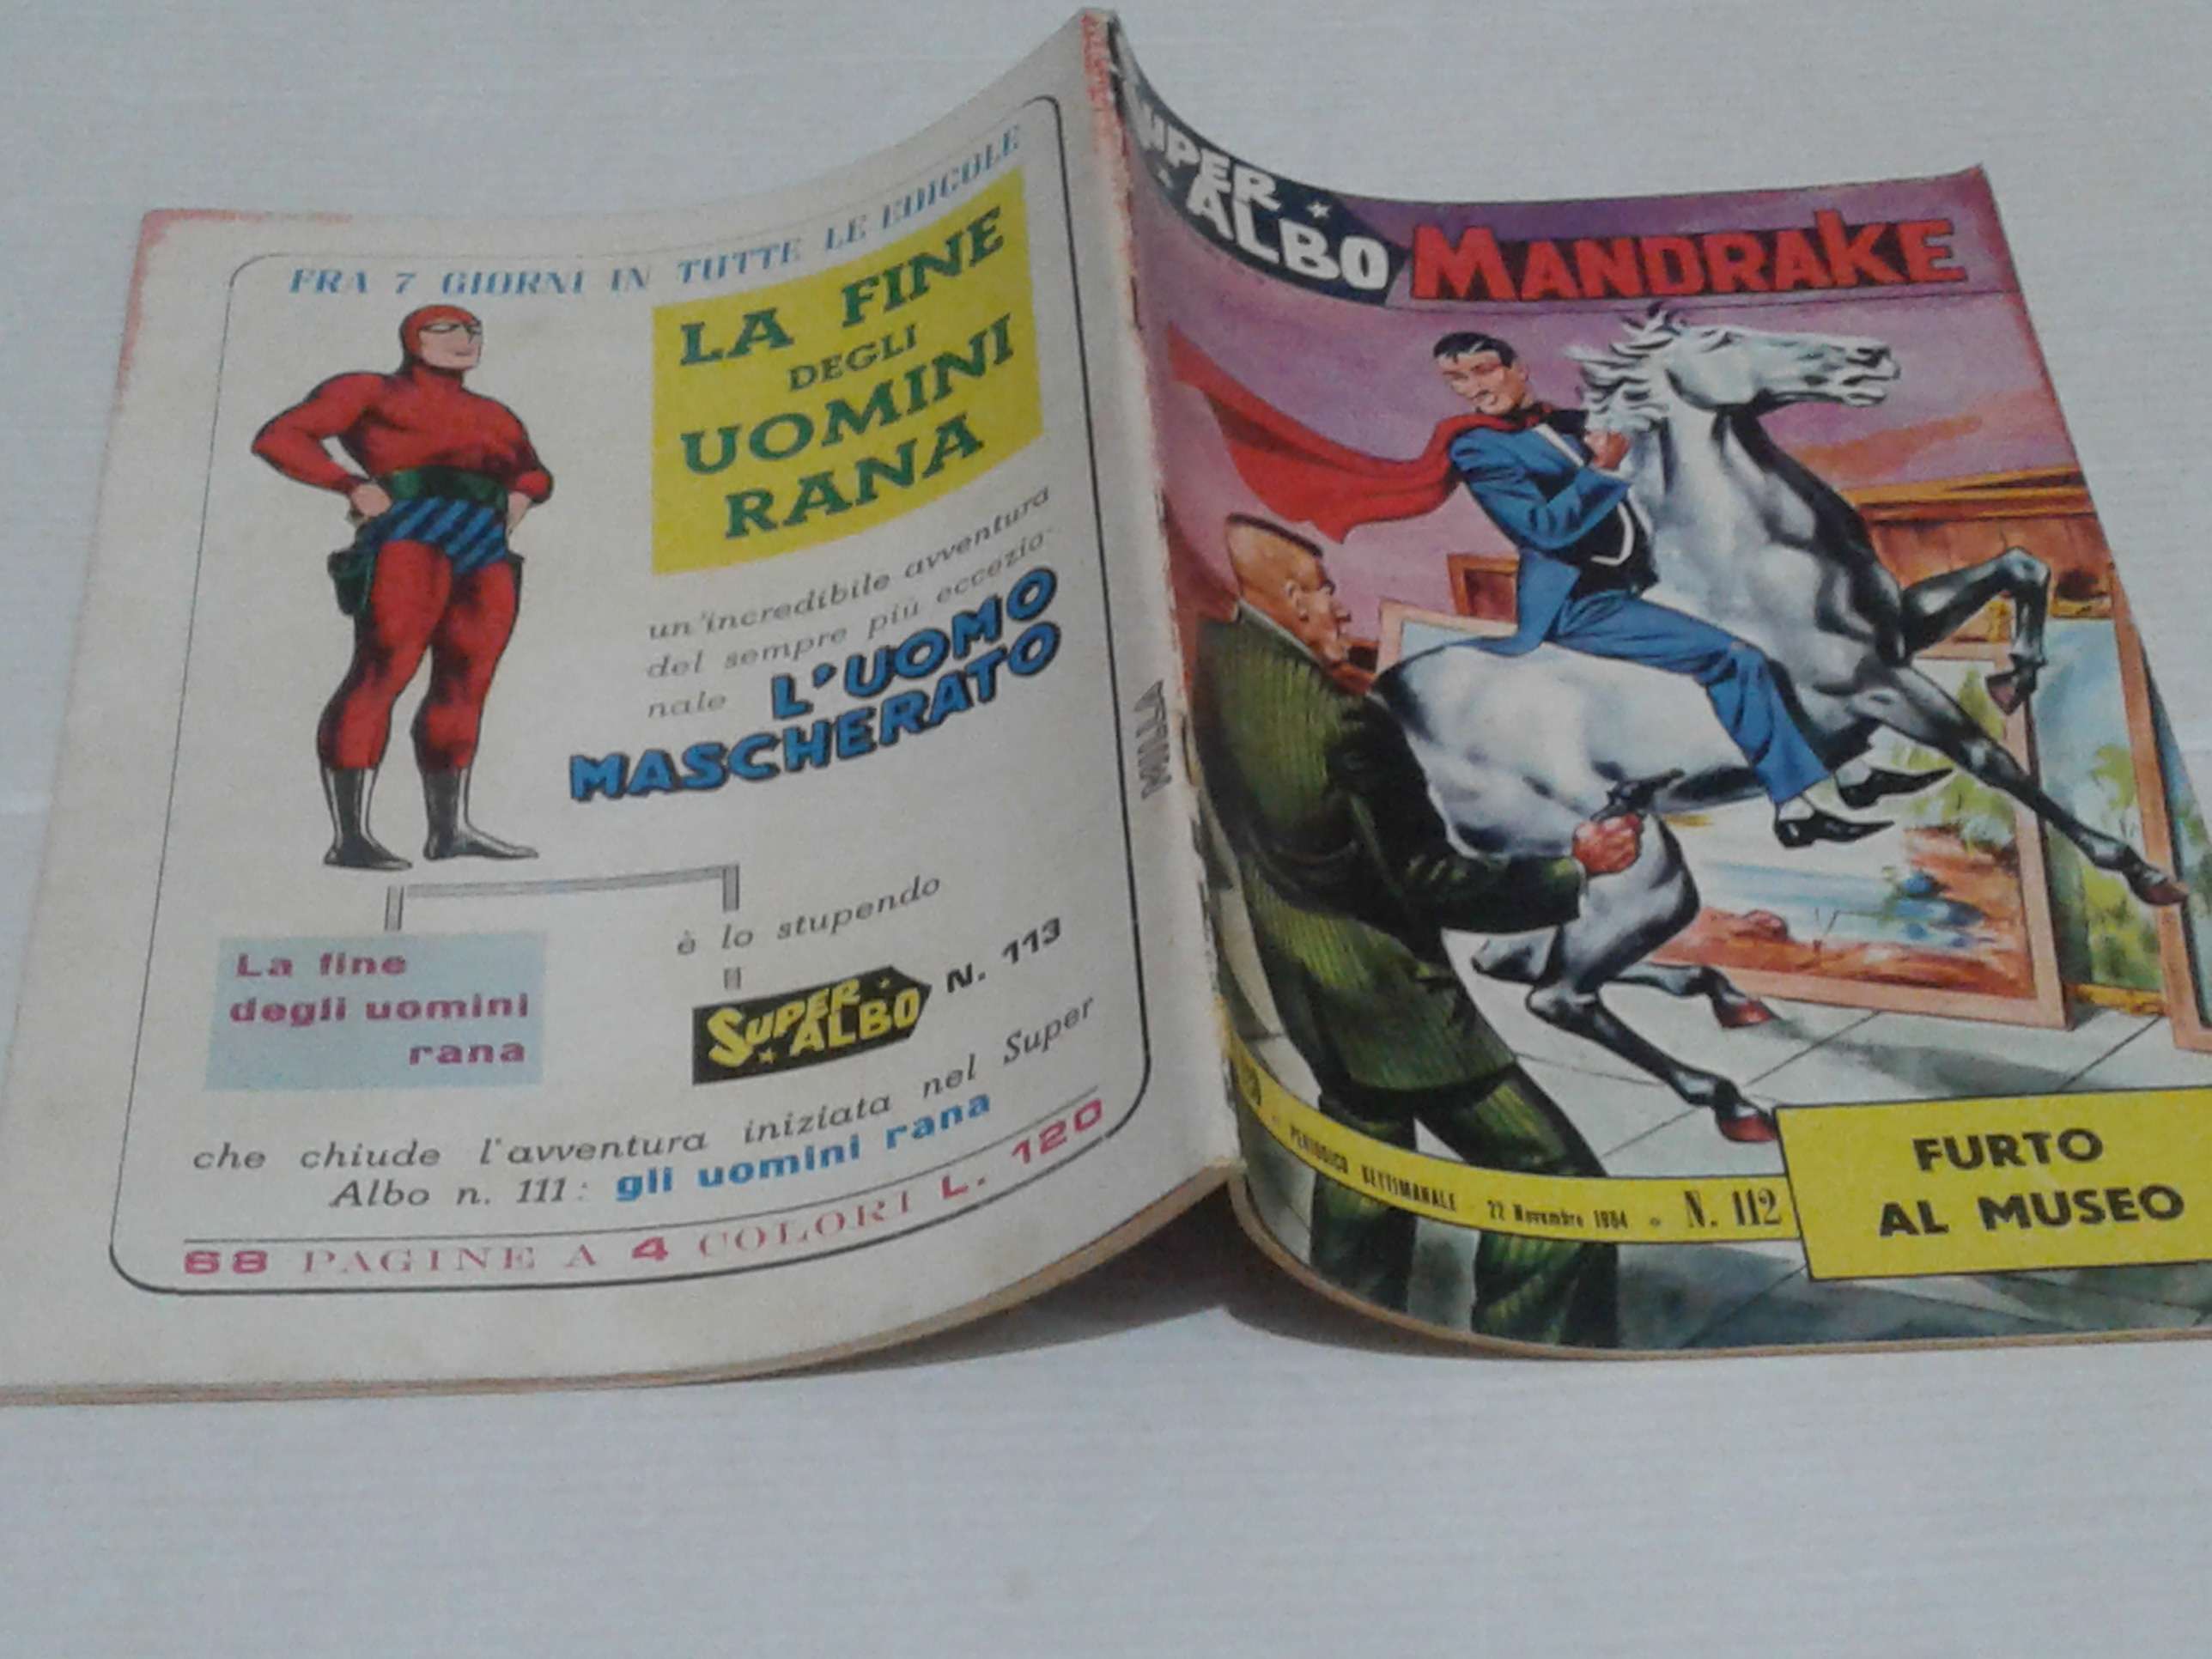 FRA 7 GIORNI IN TUTTE LE EDICOLE
LA FINE
DEGLI
UOMINI
RANA
un'incredibile avventura
del sempre più eccezio-
nale L'UOMO
MASCHERATO
La fine
degli uomini
rana
è lo stupendo
SUPER
ALBO N. 113
che chiude l'avventura iniziata nel Super
Albo n. 111: gli uomini rana
68 PAGINE A 4 COLORI L. 120
SUPER
ALBO
MANDRAKE
PERIODICO SETTIMANALE - 22 Novembre 1964 - N. 112
FURTO
AL MUSEO